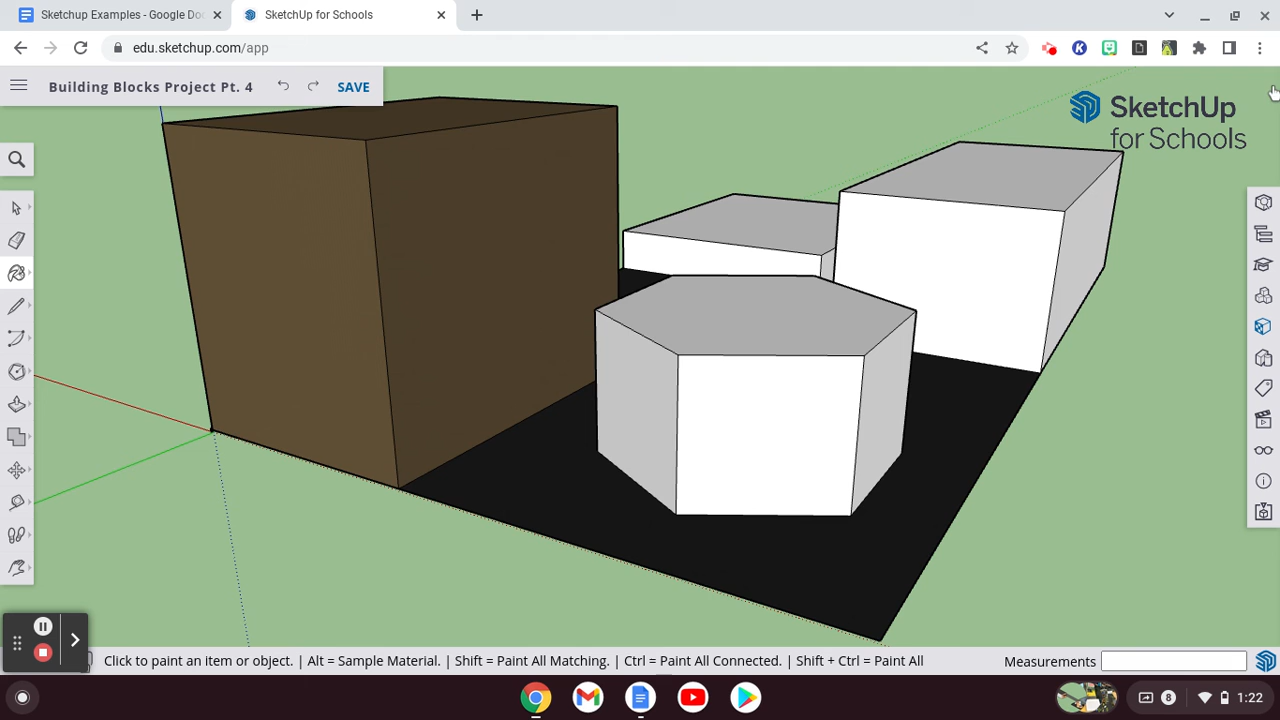 Sketchup Examples - Google Do
SketchUp for Schools
edu.sketchup.com/app
Building Blocks Project Pt. 4
SAVE
SketchUp
for Schools
Click to paint an item or object. | Alt = Sample Material. | Shift = Paint All Matching. | Ctrl = Paint All Connected. | Shift + Ctrl = Paint All
Measurements
8
1:22